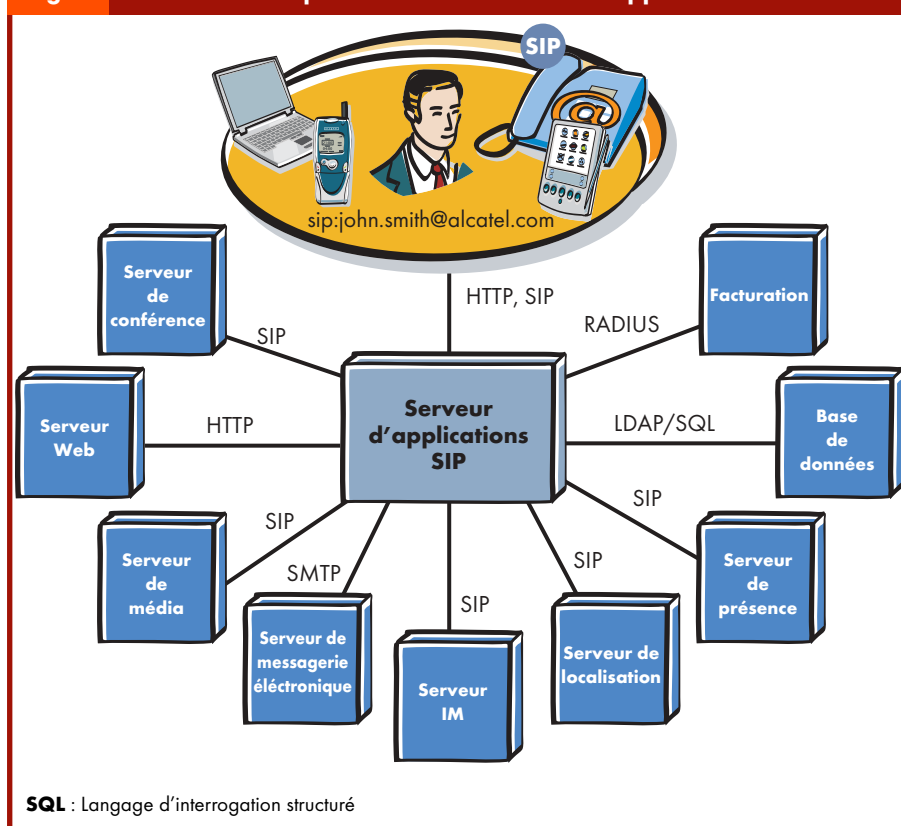 SIP
@
sip:john.smith@alcatel.com
Serveur
de
conférence
HTTP, SIP
Facturation
RADIUS
SIP
Serveur
Web
HTTP
Serveur
d'applications
SIP
LDAP/SQL
Base
de
données
SIP
SIP
Serveur
de
média
SMTP
SIP
SIP
Serveur
de
présence
Serveur de
messagerie
éléctronique
Serveur
IM
Serveur de
localisation
SQL : Langage d'interrogation structuré